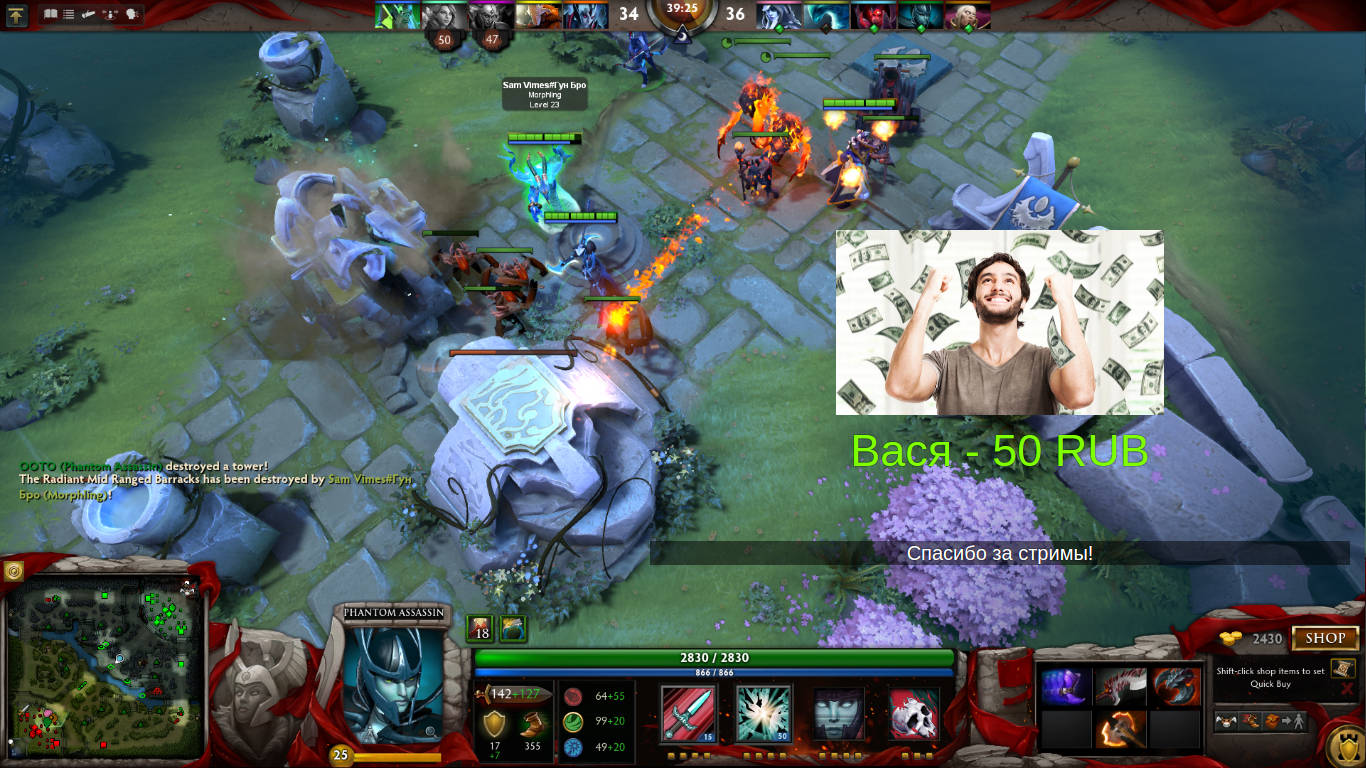 34
39:25
36
50
47
Sam Vimes#Гун Бро
Morphling
Level 23
Вася - 50 RUB
OOTO (Phantom Assassin) destroyed a tower!
The Radiant Mid Ranged Barracks has been destroyed by Sam Vimes#Гун
Бро (Morphling)!
Спасибо за стримы!
PHANTOM ASSASSIN
18
2830 / 2830
866 / 866
142+127
17
+7
355
64+55
99+20
49+20
15
50
25
2430
SHOP
Shift-click shop items to set
Quick Buy